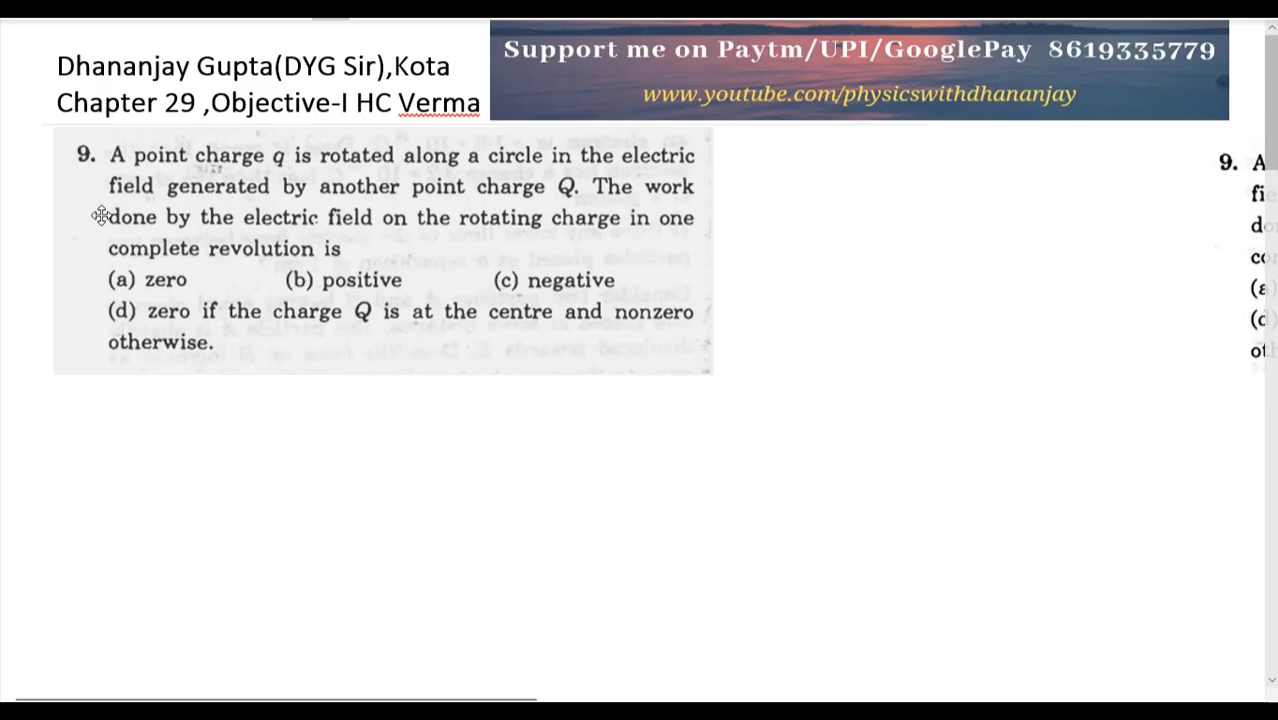 Support me on Paytm/UPI/GooglePay 8619335779
Dhananjay Gupta(DYG Sir),Kota
www.youtube.com/physicswithdhananjay
Chapter 29 ,Objective-I HC Verma
9. A point charge q is rotated along a circle in the electric
field generated by another point charge Q. The work
done by the electric field on the rotating charge in one
complete revolution is
(a) zero (b) positive (c) negative
(d) zero if the charge Q is at the centre and nonzero
otherwise.
9. A